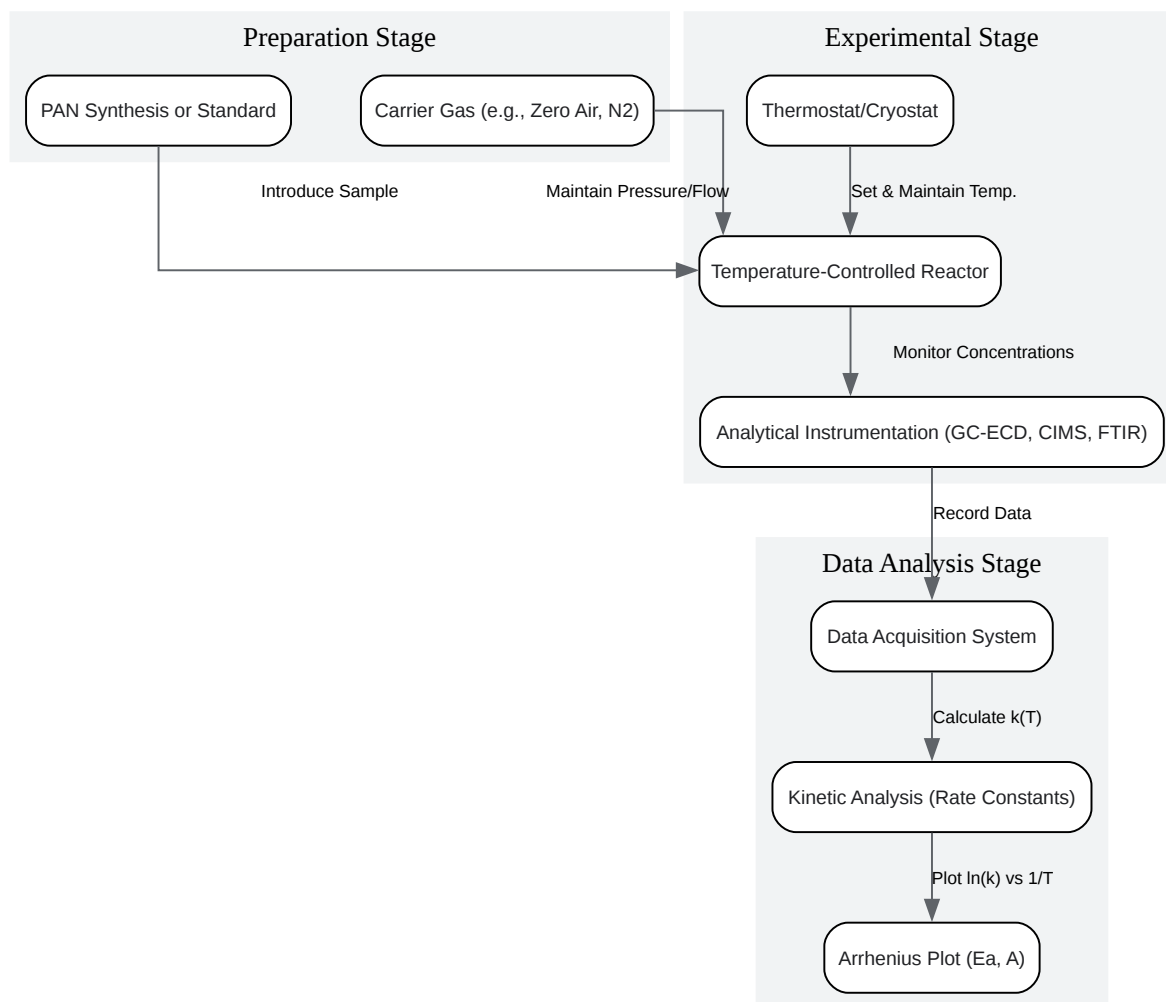 Preparation Stage
Experimental Stage
PAN Synthesis or Standard
Carrier Gas (e.g., Zero Air, N2)
Thermostat/Cryostat
Introduce Sample
Maintain Pressure/Flow
Set & Maintain Temp.
Temperature-Controlled Reactor
Monitor Concentrations
Analytical Instrumentation (GC-ECD, CIMS, FTIR)
Record Data
Data Analysis Stage
Data Acquisition System
Calculate k(T)
Kinetic Analysis (Rate Constants)
Plot ln(k) vs 1/T
Arrhenius Plot (Ea, A)